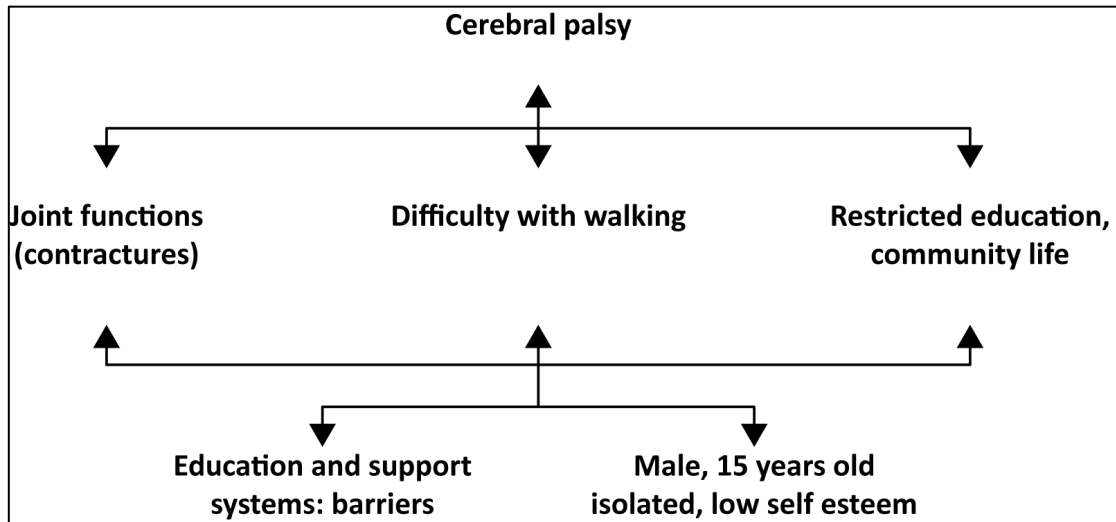 Cerebral palsy
Joint functions
(contractures)
Difficulty with walking
Restricted education,
community life
Education and support
systems: barriers
Male, 15 years old
isolated, low self esteem